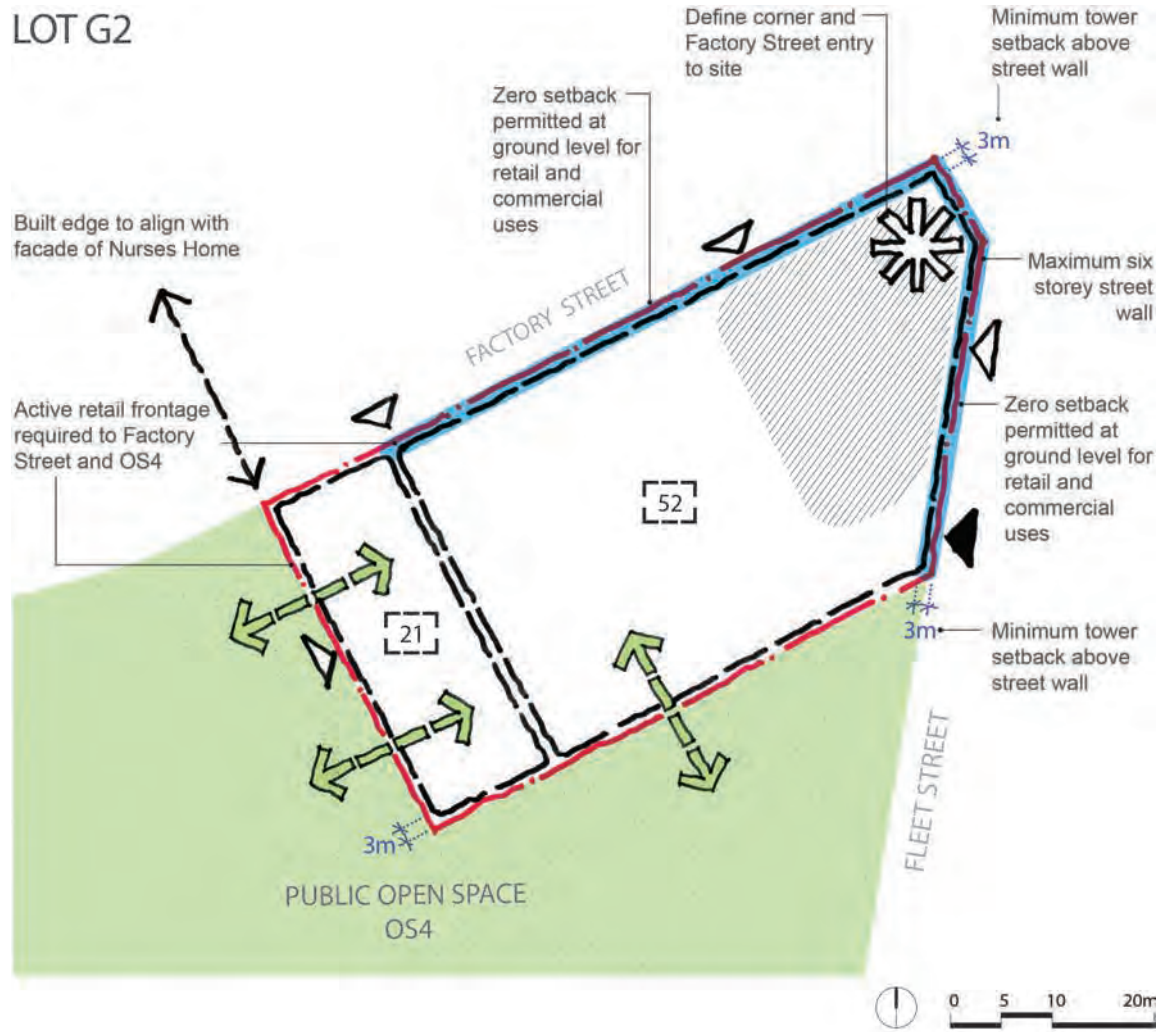 LOT G2
Define corner and
Factory Street entry
to site
Minimum tower
setback above
street wall
Zero setback
permitted at
ground level for
retail and
commercial
uses
3m
Built edge to align with
facade of Nurses Home
Maximum six
storey street
wall
FACTORY STREET
Active retail frontage
required to Factory
Street and OS4
Zero setback
permitted at
ground level for
retail and
commercial
uses
52
21
3m
Minimum tower
setback above
street wall
FLEET STREET
3m
PUBLIC OPEN SPACE
OS4
0 5 10 20m